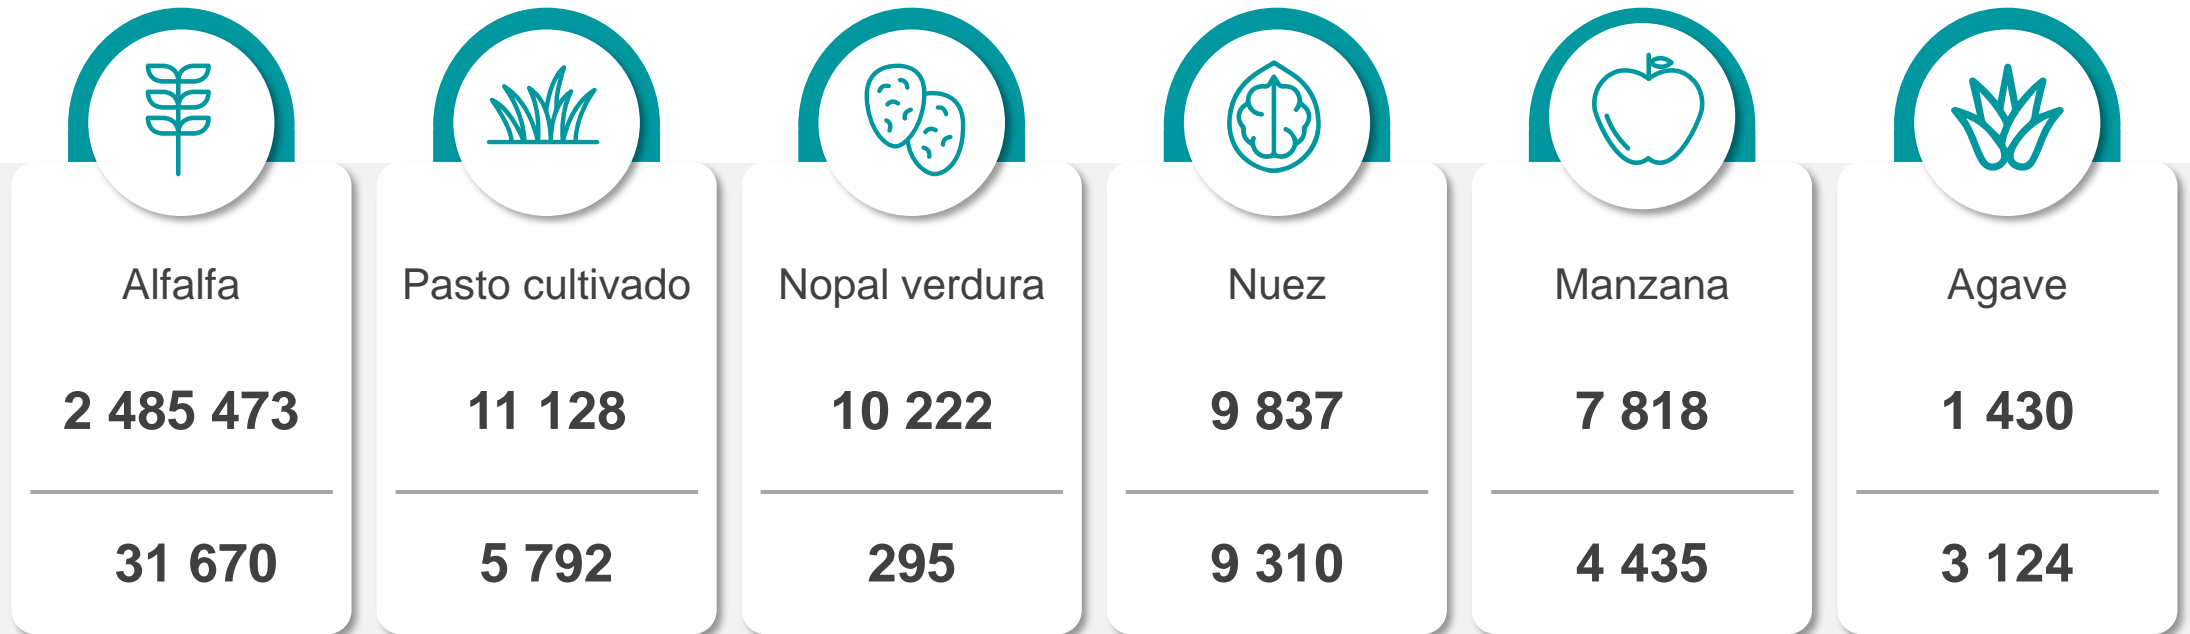 Alfalfa
2 485 473
31 670
Pasto cultivado
11 128
5 792
Nopal verdura
10 222
295
Nuez
9 837
9 310
Manzana
7 818
4 435
Agave
1 430
3 124